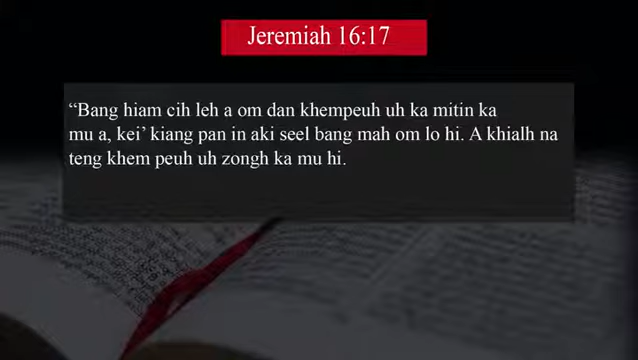 Jeremiah 16:17
“Bang hiam cih leh a om dan khempeuh uh ka mitin ka
mu a, kei’ kiang pan in aki seel bang mah om lo hi. A khialh na
teng khem peuh uh zongh ka mu hi.